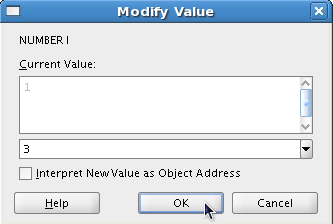 Modify Value
NUMBER I
Current Value:
1
3
Interpret New Value as Object Address
Help
OK
Cancel